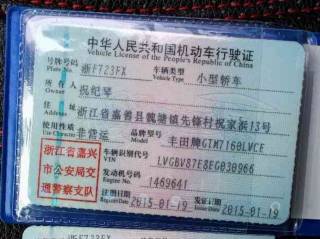 中华人民共和国机动车行驶证
Vehicle License of the People's Republic of China
号牌号码 浙F723FX 车辆类型 小型轿车
Plate No. Vehicle Type
所有人 祝纪琴
Owner
住址 浙江省嘉善县魏塘镇先锋村祝家浜13号
Address
使用性质 非营运 品牌型号 丰田牌GTM7160LVCE
Use Character Model
浙江省嘉兴
市公安局交
通警察支队
车辆识别代号 LVGBV87E8EG030966
VIN
发动机号码 1469641
Engine No.
注册日期 2015-01-19 发证日期 2015-01-19
Register Date Issue Date